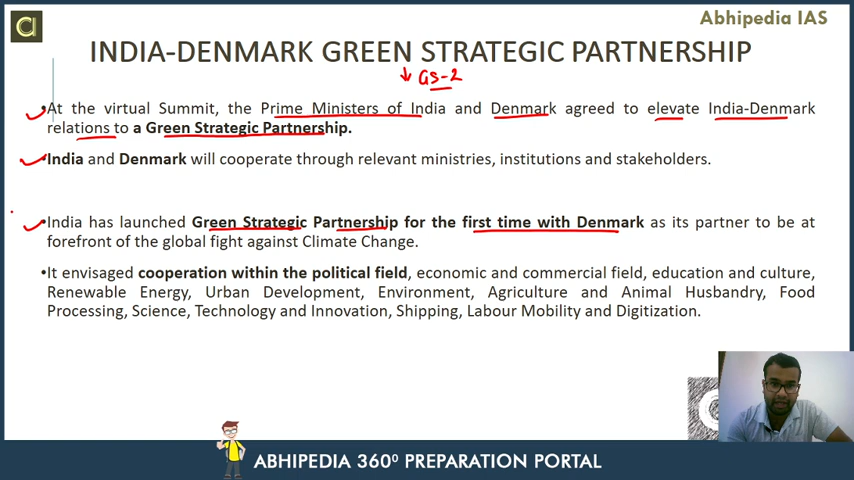 Abhipedia IAS
INDIA-DENMARK GREEN STRATEGIC PARTNERSHIP
↓ GS-2
•At the virtual Summit, the Prime Ministers of India and Denmark agreed to elevate India-Denmark
relations to a Green Strategic Partnership.
•India and Denmark will cooperate through relevant ministries, institutions and stakeholders.
•India has launched Green Strategic Partnership for the first time with Denmark as its partner to be at
forefront of the global fight against Climate Change.
•It envisaged cooperation within the political field, economic and commercial field, education and culture,
Renewable Energy, Urban Development, Environment, Agriculture and Animal Husbandry, Food
Processing, Science, Technology and Innovation, Shipping, Labour Mobility and Digitization.
ABHIPEDIA 360⁰ PREPARATION PORTAL